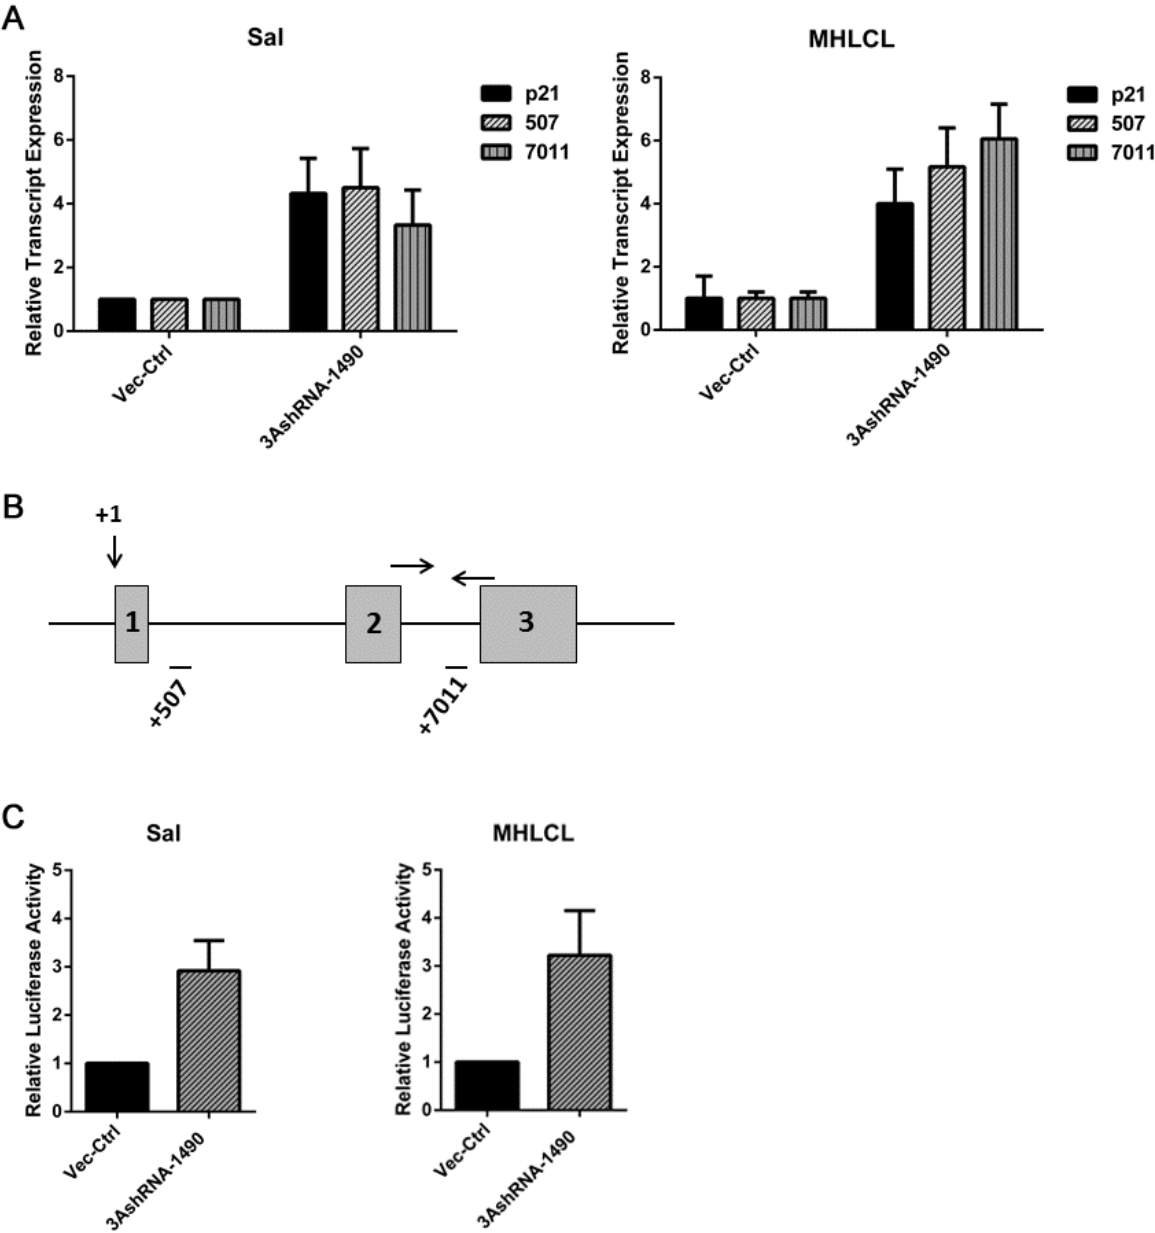 A
Sal
MHLCL
Relative Transcript Expression
8
6
4
2
0
p21
507
7011
Vec-Ctrl
3AshRNA-1490
Relative Transcript Expression
8
6
4
2
0
p21
507
7011
Vec-Ctrl
3AshRNA-1490
B
+1
1
2
3
+507
+7011
C
Sal
MHLCL
Relative Luciferase Activity
5
4
3
2
1
0
Vec-Ctrl
3AshRNA-1490
Relative Luciferase Activity
5
4
3
2
1
0
Vec-Ctrl
3AshRNA-1490